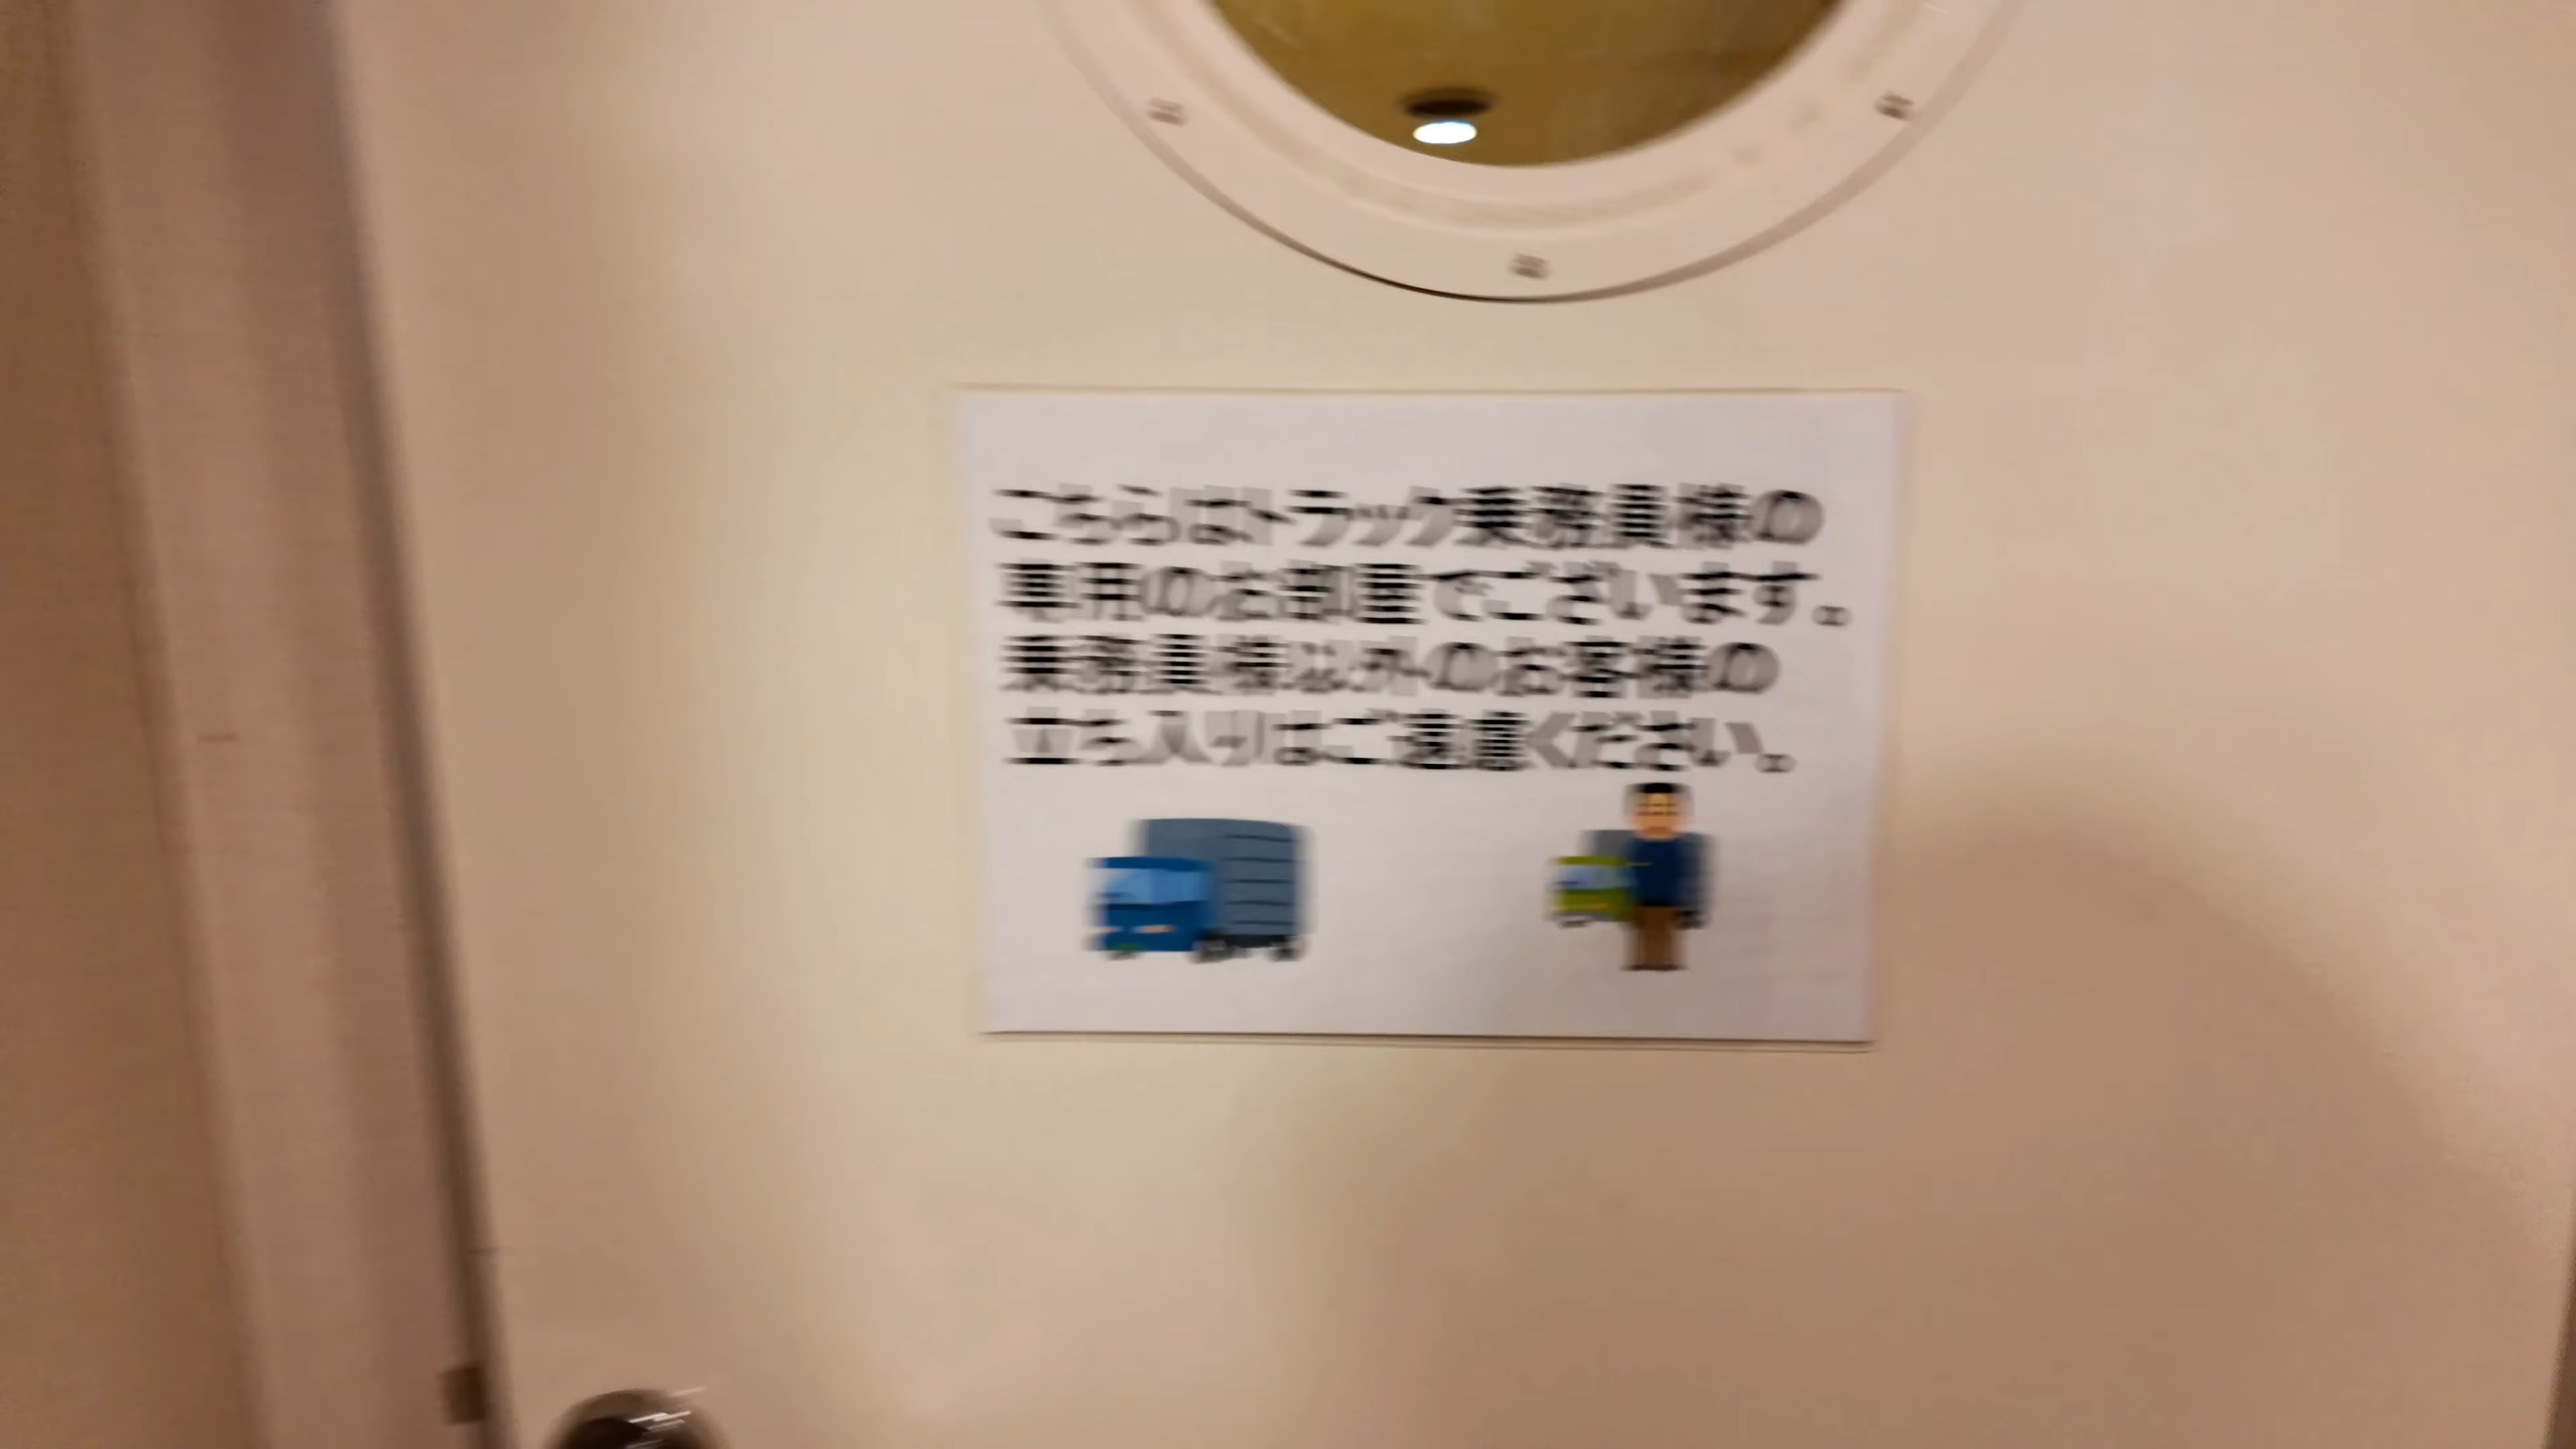 こちらはトラック乗務員様の
専用のお部屋でございます。
乗務員様以外のお客様の
立ち入りはご遠慮ください。